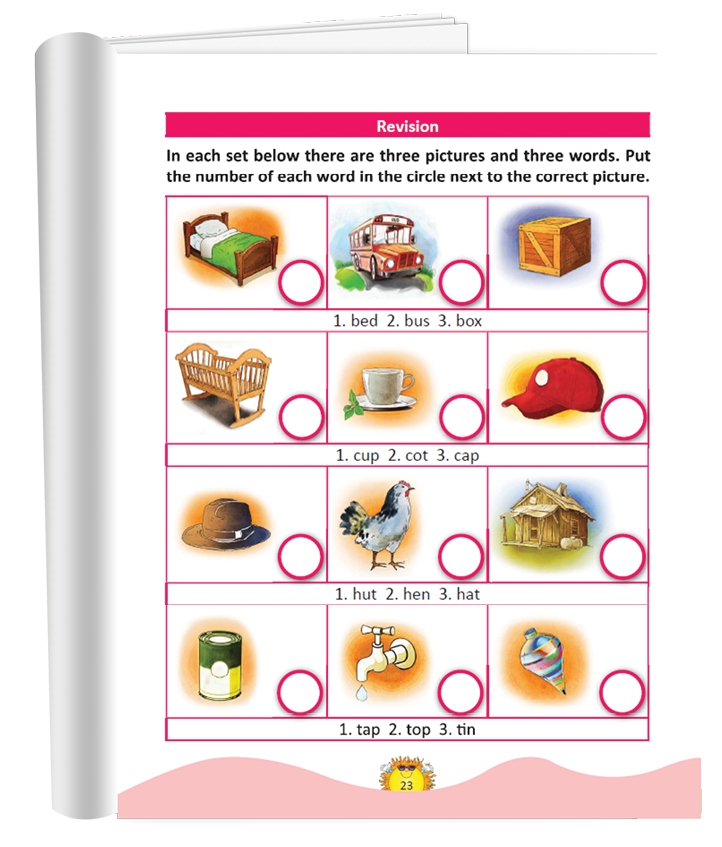 Revision
In each set below there are three pictures and three words. Put
the number of each word in the circle next to the correct picture.
1. bed 2. bus 3. box
1. cup 2. cot 3. cap
1. hut 2. hen 3. hat
1. tap 2. top 3. tin
23